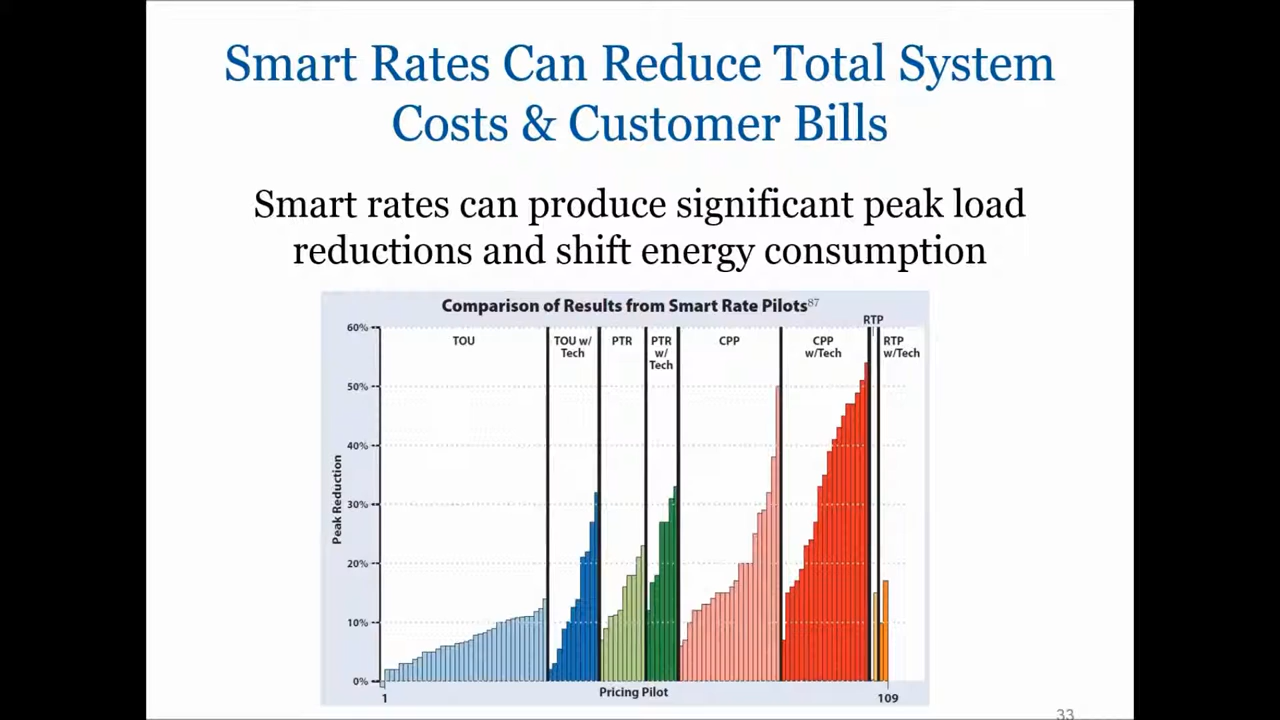 Smart Rates Can Reduce Total System
Costs & Customer Bills
Smart rates can produce significant peak load
reductions and shift energy consumption
Comparison of Results from Smart Rate Pilots87
RTP
60%
TOU
TOU w/
Tech
PTR
PTR
w/
Tech
CPP
CPP
w/Tech
RTP
w/Tech
50%
40%
30%
20%
10%
0%
Peak Reduction
1
Pricing Pilot
109
33